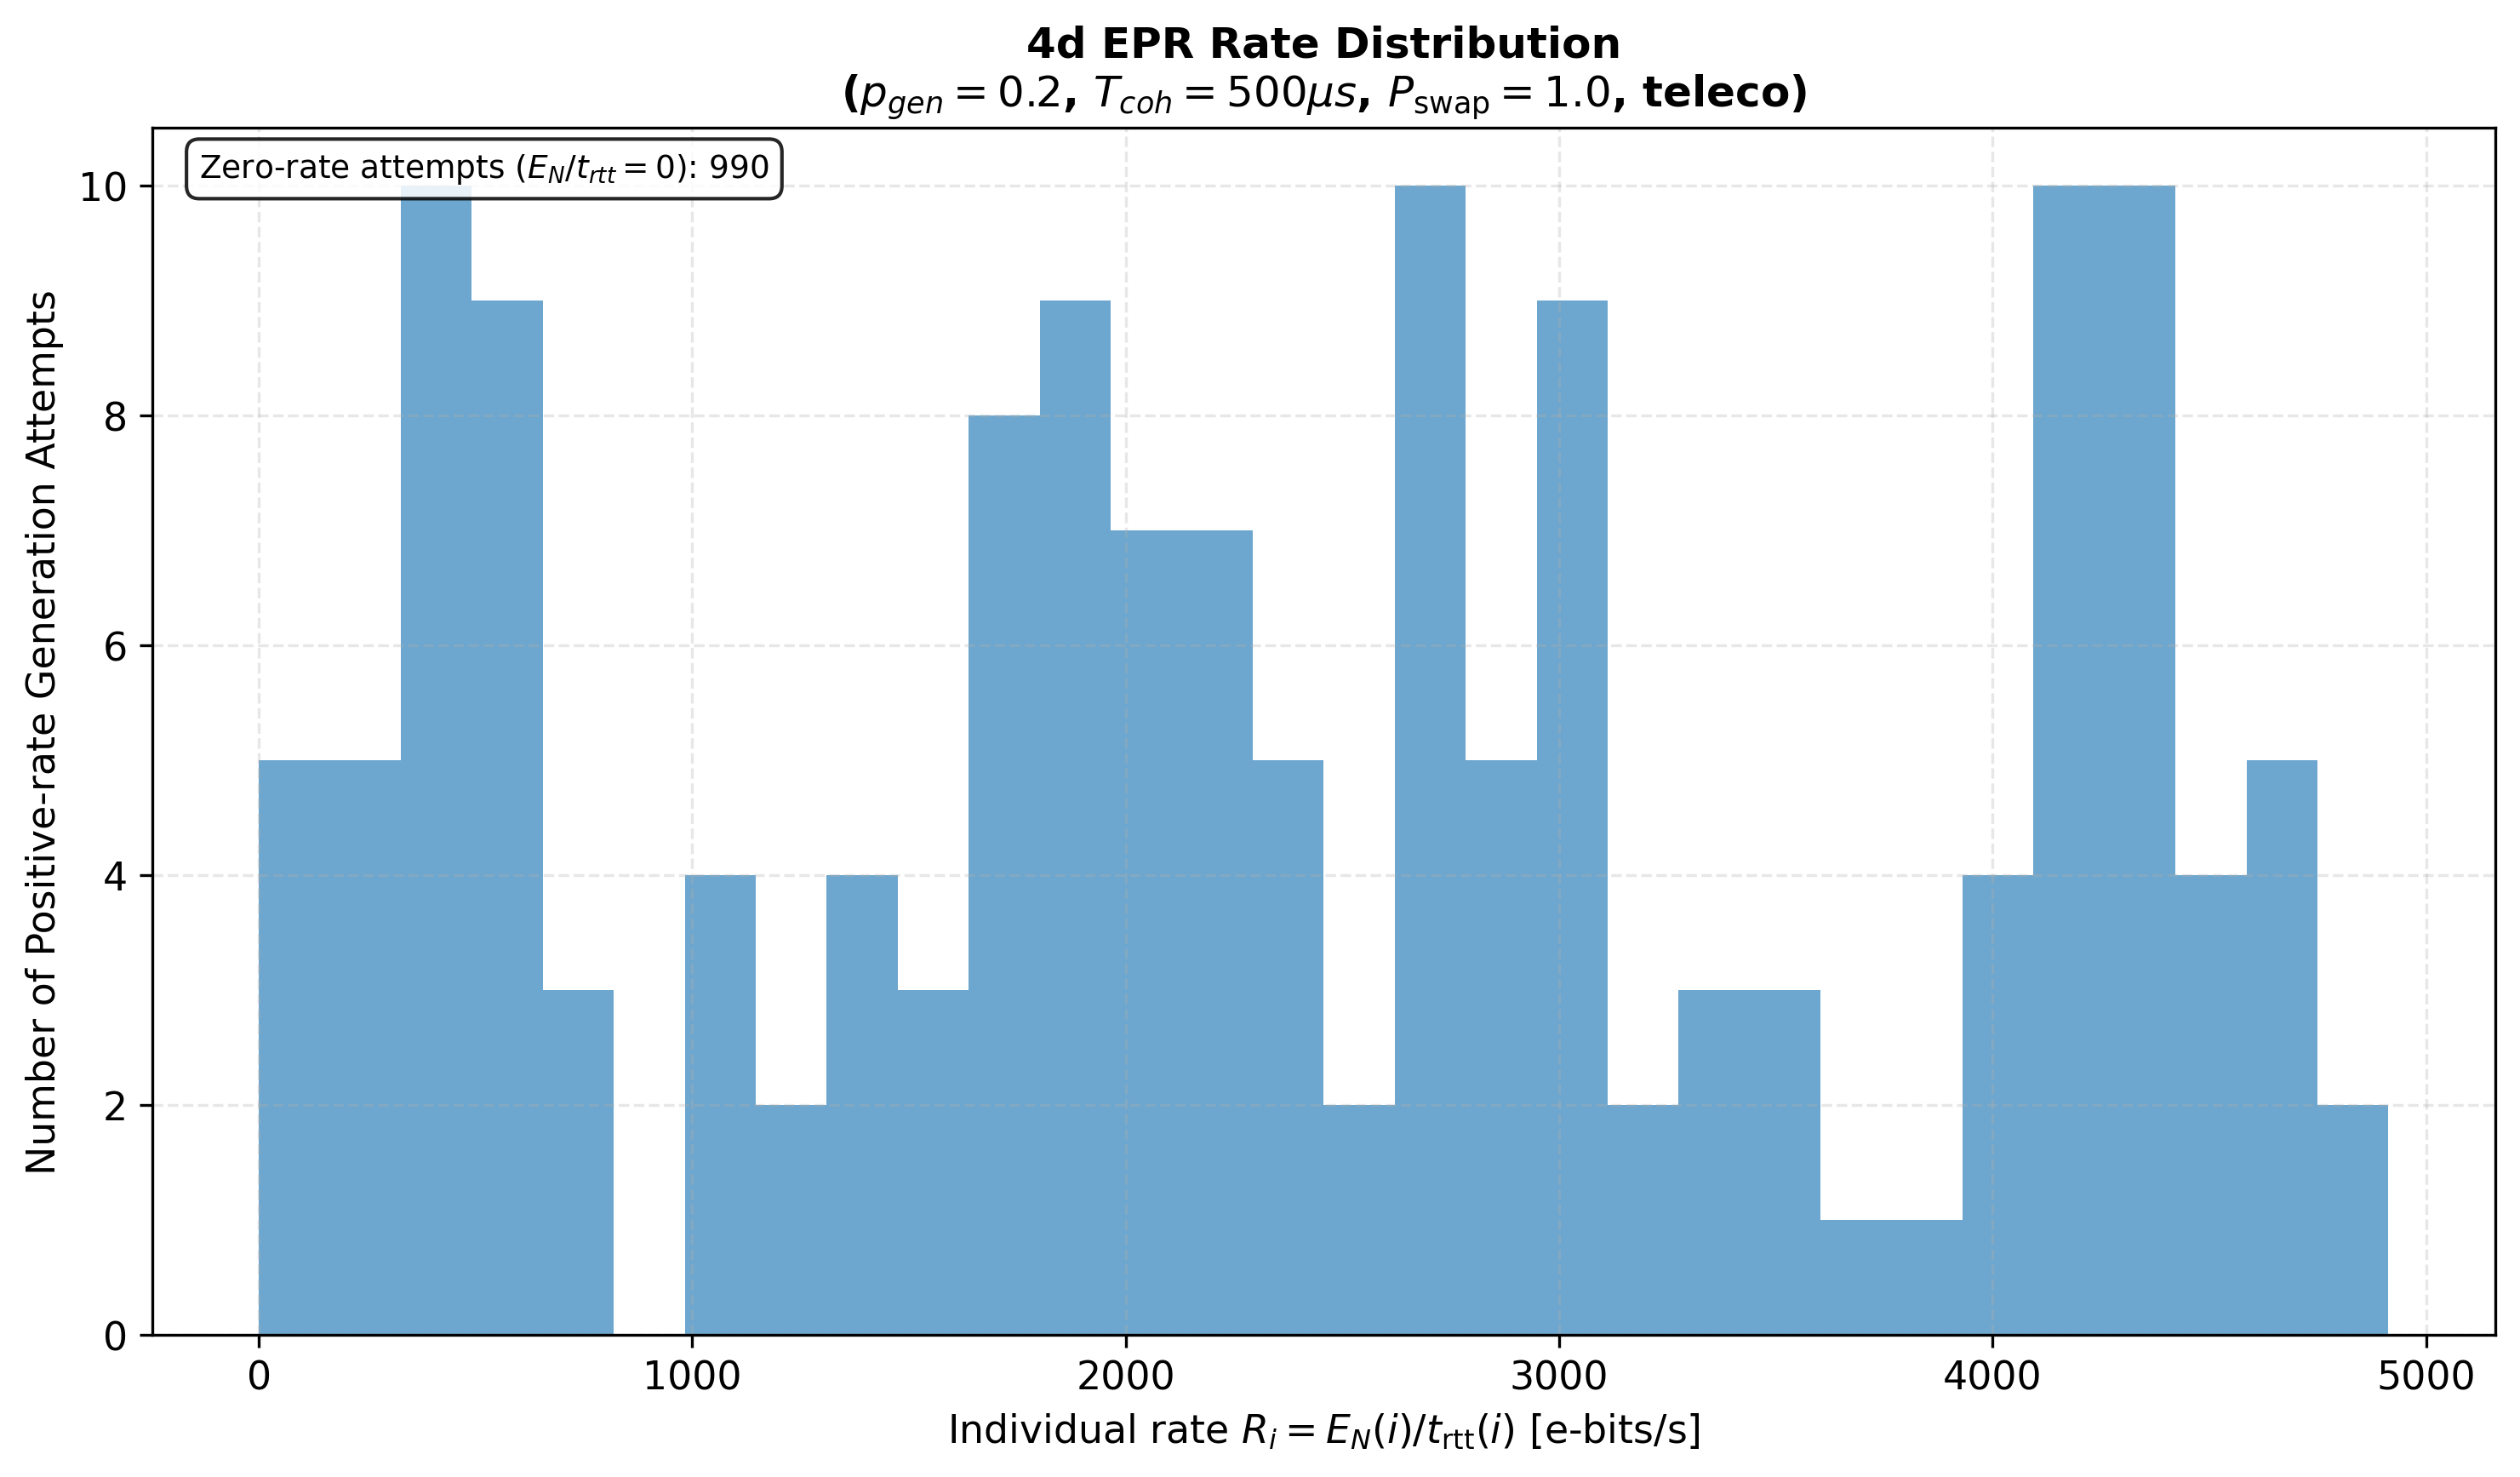 4d EPR Rate Distribution
(p_gen = 0.2, T_coh = 500μs, P_swap = 1.0, teleco)
Zero-rate attempts (E_N/t_rtt = 0): 990
Number of Positive-rate Generation Attempts
10
8
6
4
2
0
0 1000 2000 3000 4000 5000
Individual rate R_i = E_N(i)/t_rtt(i) [e-bits/s]